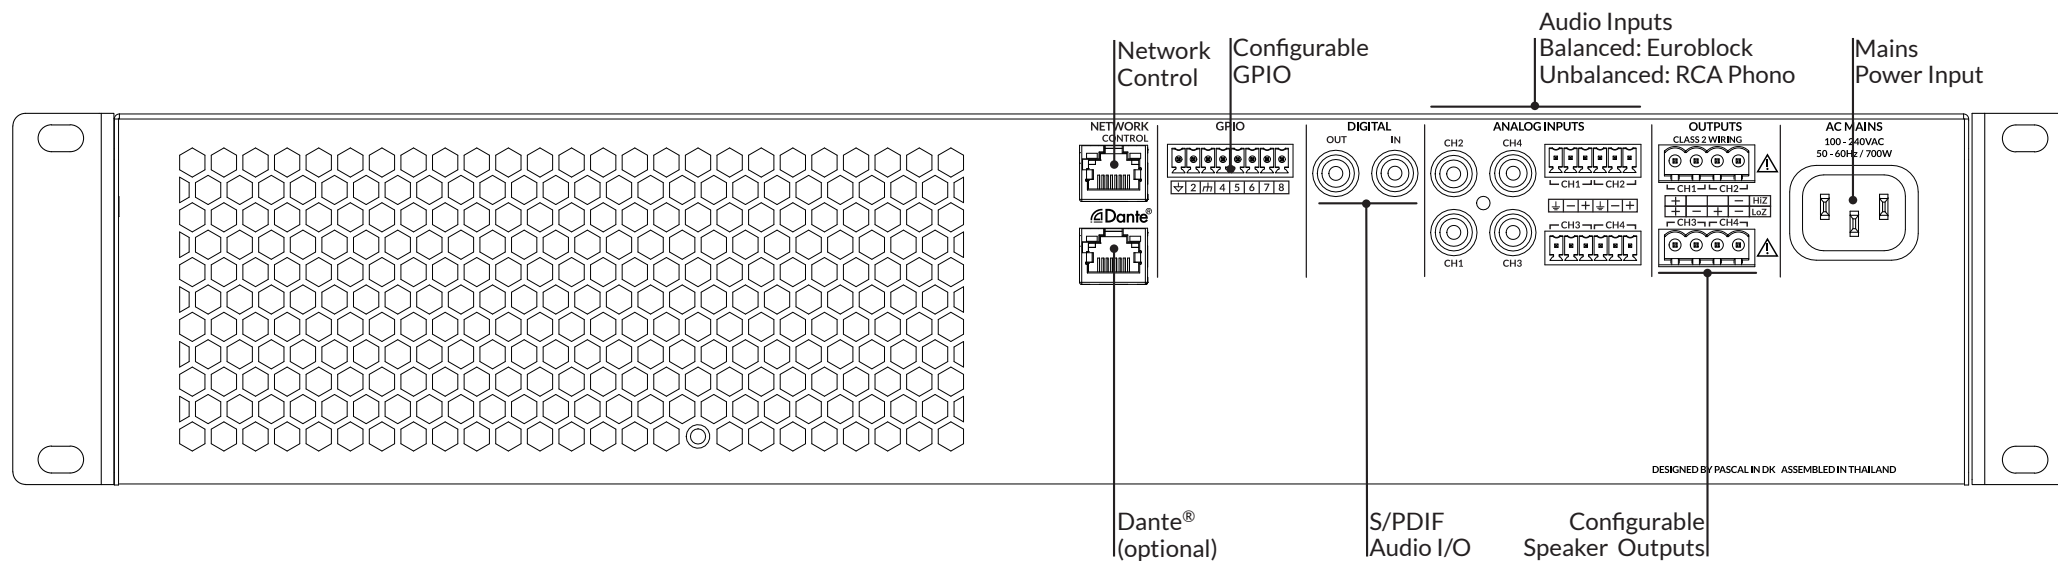 Audio Inputs
Balanced: Euroblock
Unbalanced: RCA Phono
Network
Control
Configurable
GPIO
Mains
Power Input
NETWORK
CONTROL
GPIO
DIGITAL
OUT
IN
ANALOG INPUTS
CH2
CH4
CH1
CH2
OUTPUTS
CLASS 2 WIRING
AC MAINS
100 - 240VAC
50 - 60Hz / 700W
2 4 5 6 7 8
Dante®
CH1 CH2
+ − HiZ
+ − + − LoZ
CH3 CH4
− + − +
CH3 CH4
CH1
CH3
DESIGNED BY PASCAL IN DK ASSEMBLED IN THAILAND
Dante®
(optional)
S/PDIF
Audio I/O
Configurable
Speaker Outputs